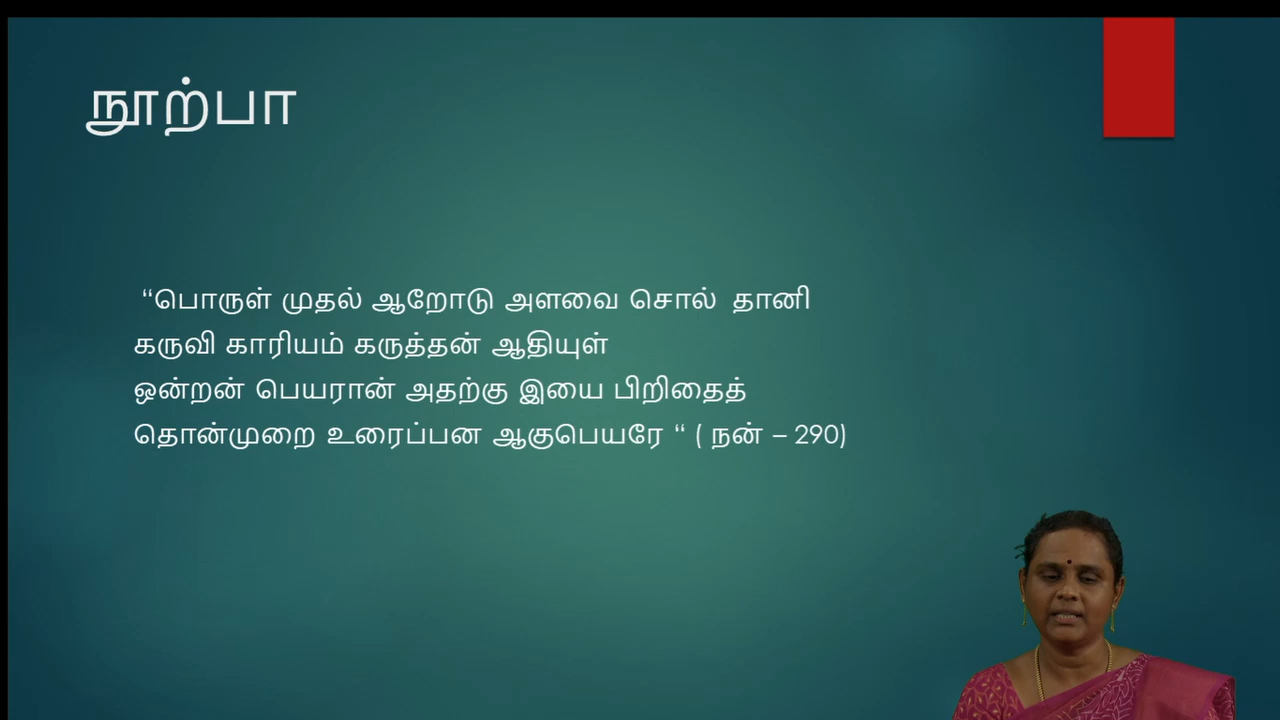 நூற்பா
“பொருள் முதல் ஆறோடு அளவை சொல் தானி
கருவி காரியம் கருத்தன் ஆதியுள்
ஒன்றன் பெயரான் அதற்கு இயை பிறிதைத்
தொன்முறை உரைப்பன ஆகுபெயரே “ ( நன் – 290)